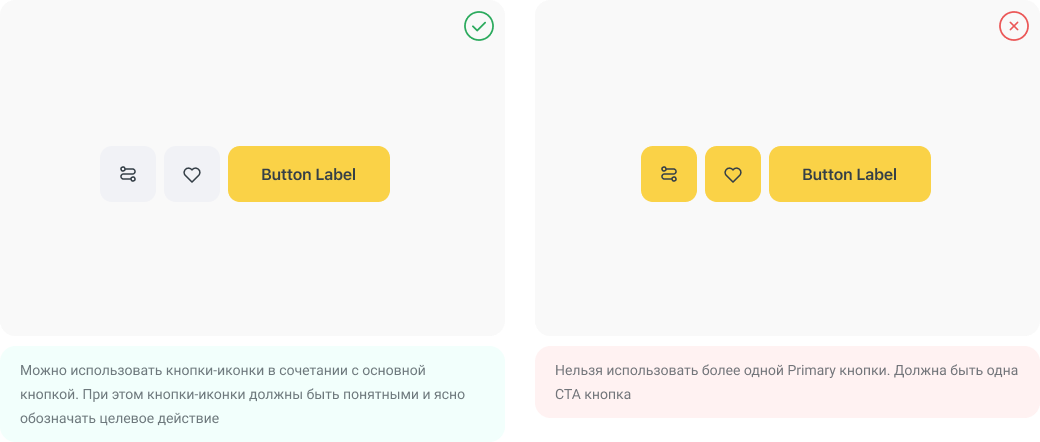 Button Label
Button Label
Можно использовать кнопки-иконки в сочетании с основной
кнопкой. При этом кнопки-иконки должны быть понятными и ясно
обозначать целевое действие
Нельзя использовать более одной Primary кнопки. Должна быть одна
CTA кнопка